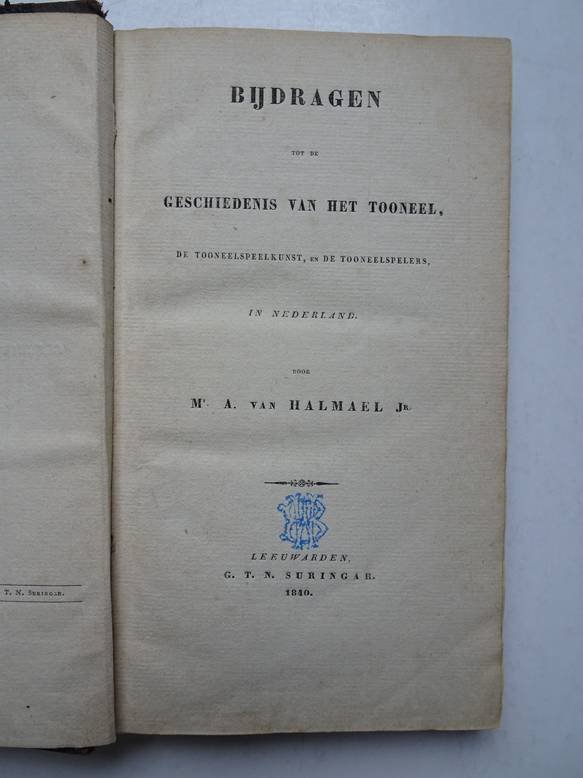 BIJDRAGEN
TOT DE
GESCHIEDENIS VAN HET TOONEEL,
DE TOONEELSPEELKUNST, EN DE TOONEELSPELERS,
IN NEDERLAND.
DOOR
Mr. A. VAN HALMAEL JR.
LEEUWARDEN,
G. T. N. SURINGAR.
1840.
T. N. SURINGAR.